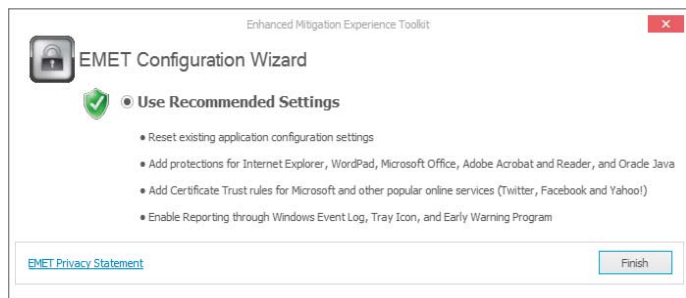 Enhanced Mitigation Experience Toolkit
EMET Configuration Wizard
Use Recommended Settings
• Reset existing application configuration settings
• Add protections for Internet Explorer, WordPad, Microsoft Office, Adobe Acrobat and Reader, and Oracle Java
• Add Certificate Trust rules for Microsoft and other popular online services (Twitter, Facebook and Yahoo!)
• Enable Reporting through Windows Event Log, Tray Icon, and Early Warning Program
EMET Privacy Statement
Finish